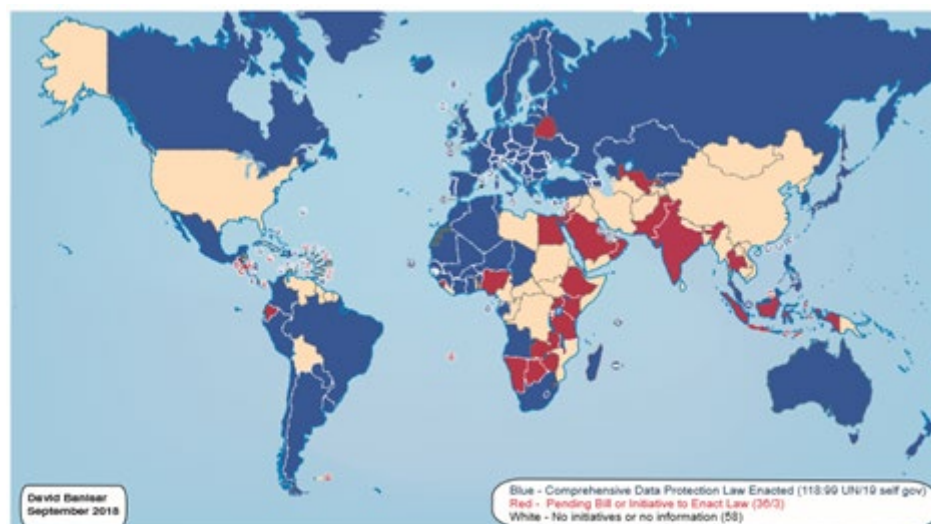 David Banisar
September 2018
Blue - Comprehensive Data Protection Law Enacted (118:99 UN/19 self gov)
Red - Pending Bill or Initiative to Enact Law (36/3)
White - No initiatives or no information (58)